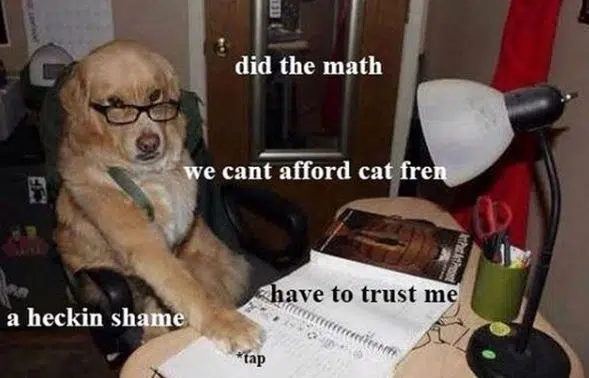 did the math
we cant afford cat fren
have to trust me
a heckin shame
*tap